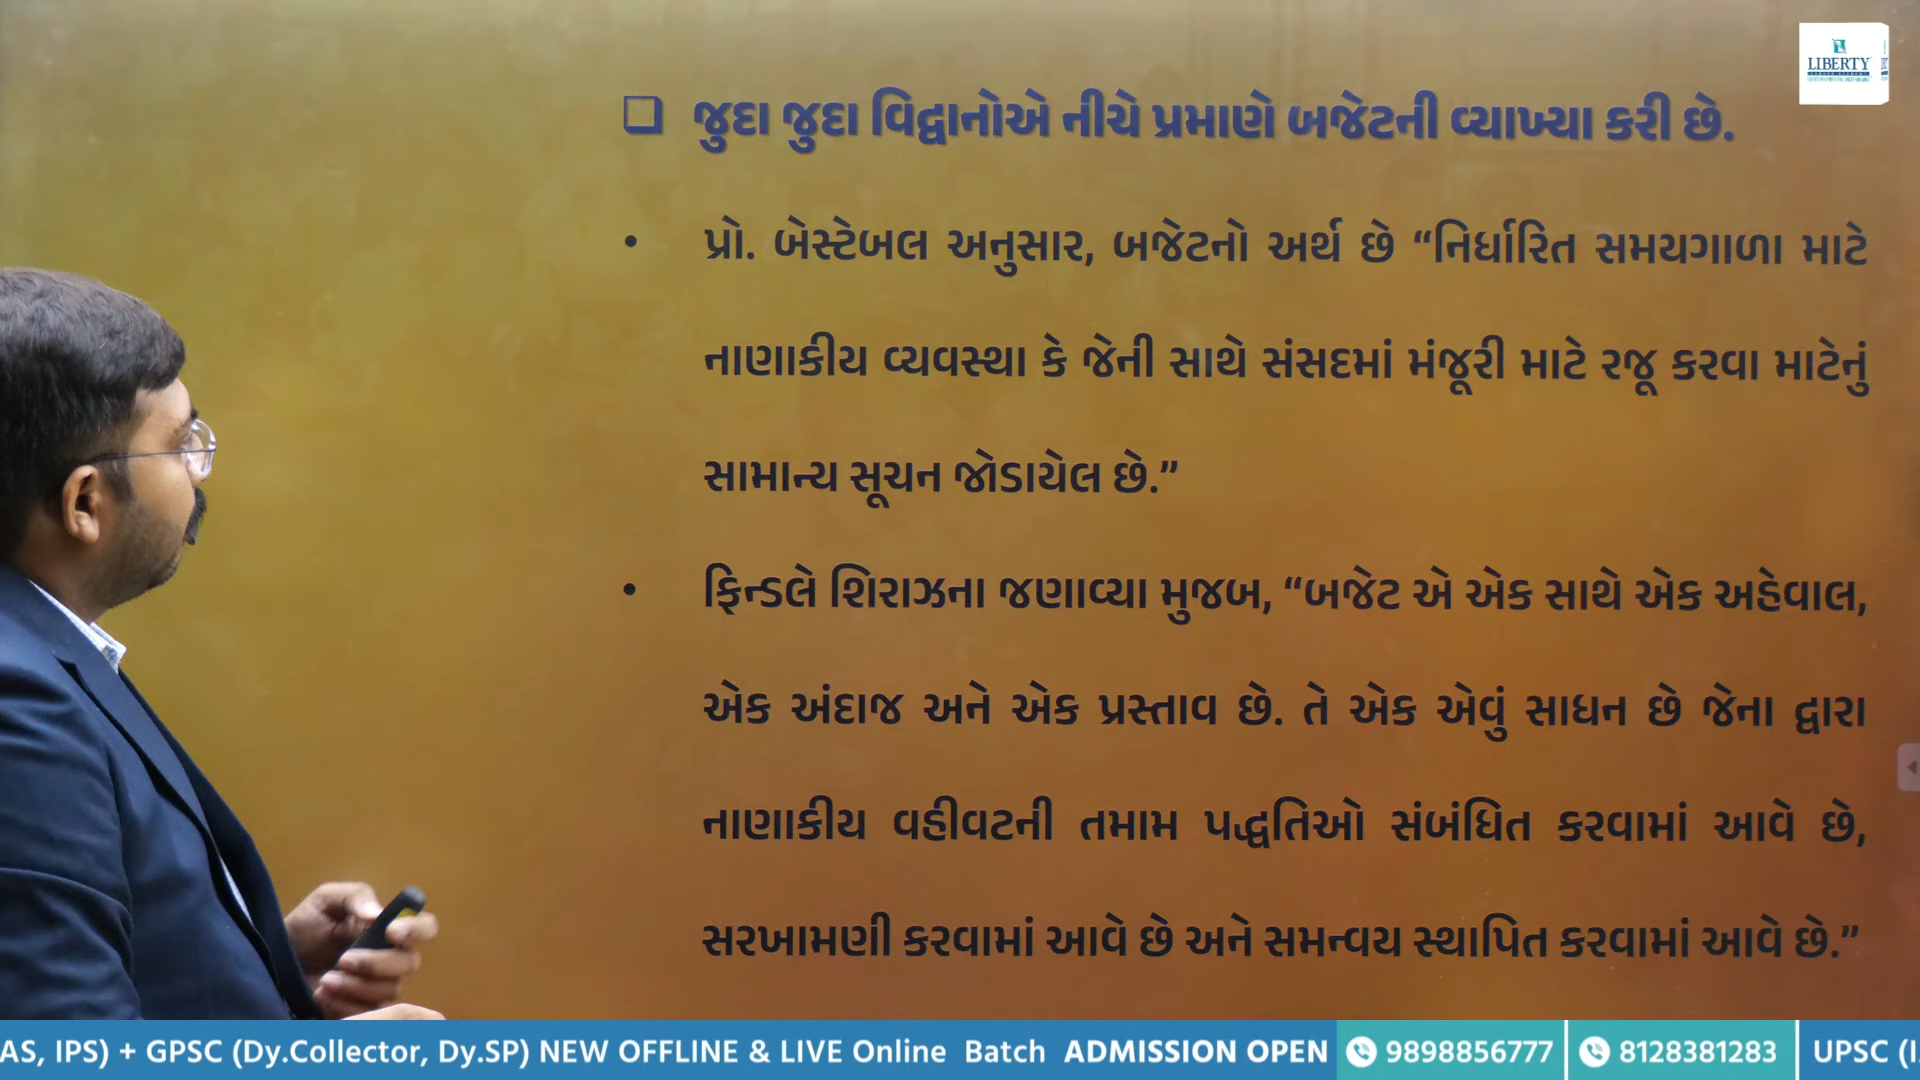 LIBERTY
❑ જુદા જુદા વિદ્વાનોએ નીચે પ્રમાણે બજેટની વ્યાખ્યા કરી છે.
• પ્રો. બેસ્ટેબલ અનુસાર, બજેટનો અર્થ છે “નિર્ધારિત સમયગાળા માટે
નાણાકીય વ્યવસ્થા કે જેની સાથે સંસદમાં મંજૂરી માટે રજૂ કરવા માટેનું
સામાન્ય સૂચન જોડાયેલ છે.”
• ફિન્ડલે શિરાઝના જણાવ્યા મુજબ, “બજેટ એ એક સાથે એક અહેવાલ,
એક અંદાજ અને એક પ્રસ્તાવ છે. તે એક એવું સાધન છે જેના દ્વારા
નાણાકીય વહીવટની તમામ પદ્ધતિઓ સંબંધિત કરવામાં આવે છે,
સરખામણી કરવામાં આવે છે અને સમન્વય સ્થાપિત કરવામાં આવે છે.”
AS, IPS) + GPSC (Dy.Collector, Dy.SP) NEW OFFLINE & LIVE Online Batch ADMISSION OPEN 9898856777 8128381283 UPSC (I